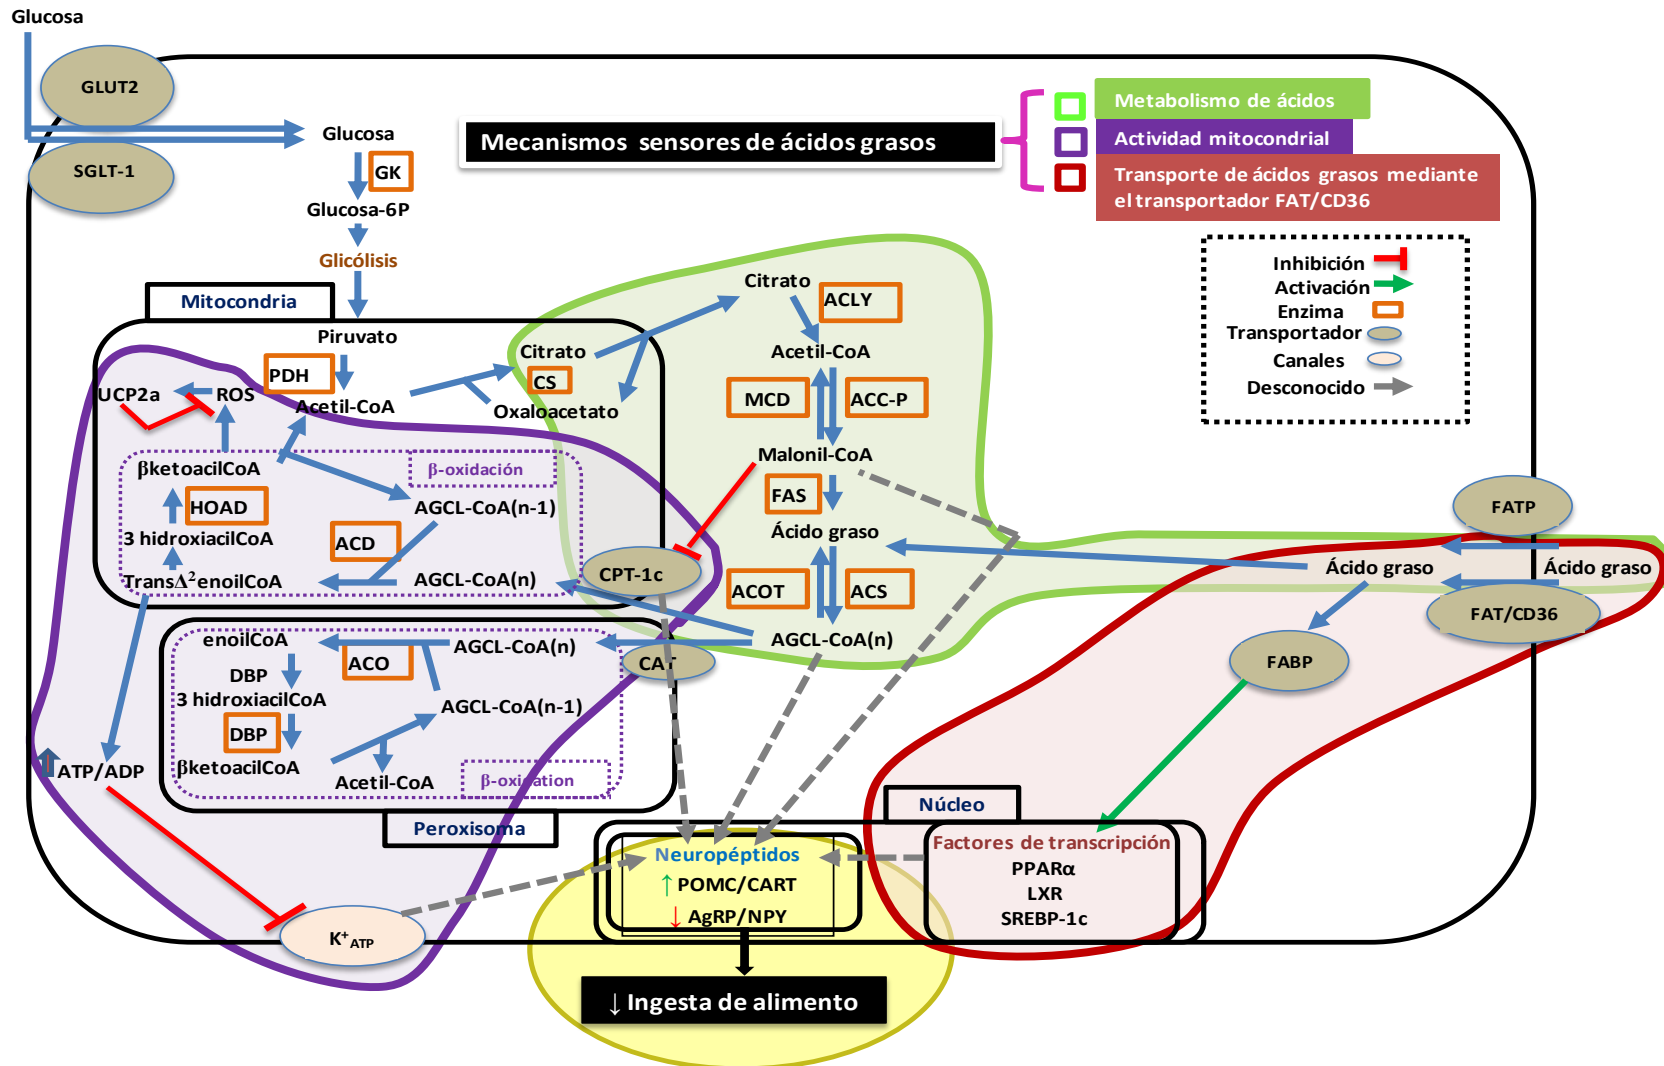 Glucosa
GLUT2
SGLT-1
Glucosa
GK
Glucosa-6P
Glicólisis
Mecanismos sensores de ácidos grasos
Metabolismo de ácidos
Actividad mitocondrial
Transporte de ácidos grasos mediante
el transportador FAT/CD36
Inhibición
Activación
Enzima
Transportador
Canales
Desconocido
Mitocondria
Piruvato
PDH
Acetil-CoA
UCP2a
ROS
Citrato
CS
Oxaloacetato
Citrato
ACLY
Acetil-CoA
MCD
ACC-P
Malonil-CoA
FAS
Ácido graso
ACOT
ACS
AGCL-CoA(n)
βketoacilCoA
β-oxidación
HOAD
AGCL-CoA(n-1)
3 hidroxiacilCoA
ACD
TransΔ²enoilCoA
AGCL-CoA(n)
CPT-1c
FATP
Ácido graso
Ácido graso
FAT/CD36
FABP
enoilCoA
ACO
AGCL-CoA(n)
CAT
DBP
3 hidroxiacilCoA
AGCL-CoA(n-1)
DBP
βketoacilCoA
Acetil-CoA
β-oxidation
Peroxisoma
ATP/ADP
K⁺ATP
Núcleo
Neuropéptidos
↑POMC/CART
↓AgRP/NPY
Factores de transcripción
PPARα
LXR
SREBP-1c
↓Ingesta de alimento